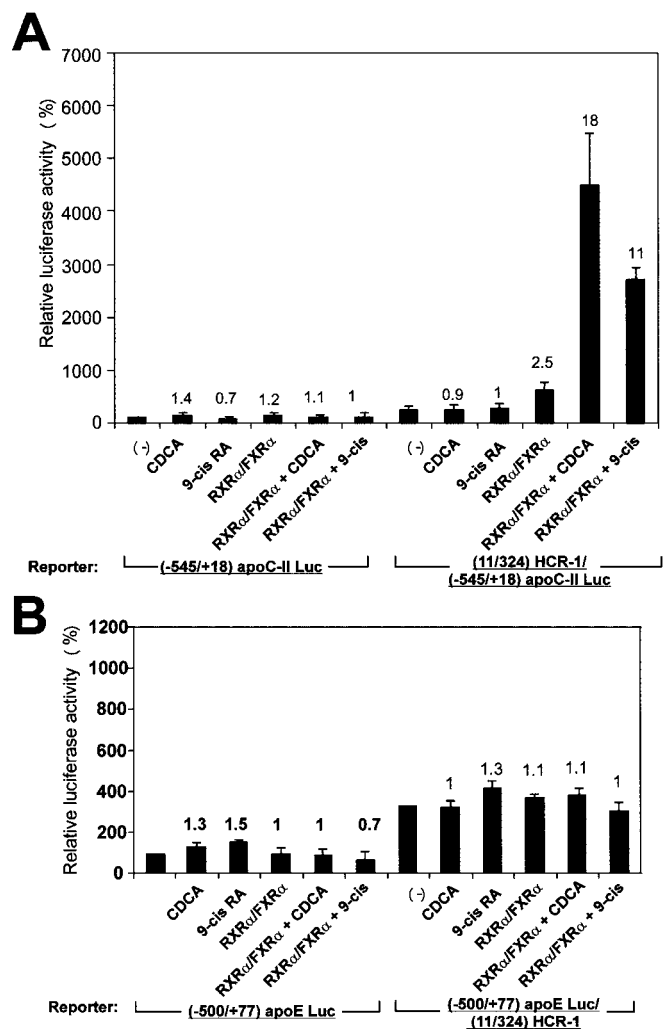 A
Relative luciferase activity ( %)
7000
6000
5000
4000
3000
2000
1000
0
1.4
0.7
1.2
1.1
1
0.9
1
2.5
18
11
(-)
CDCA
9-cis RA
RXRα/FXRα
RXRα/FXRα + CDCA
RXRα/FXRα + 9-cis
(-)
CDCA
9-cis RA
RXRα/FXRα
RXRα/FXRα + CDCA
RXRα/FXRα + 9-cis
Reporter:
(-545/+18) apoC-II Luc
(11/324) HCR-1/
(-545/+18) apoC-II Luc
B
Relative luciferase activity ( %)
1200
1000
800
600
400
200
0
1.3
1.5
1
1
0.7
1
1.3
1.1
1.1
1
CDCA
9-cis RA
RXRα/FXRα
RXRα/FXRα + CDCA
RXRα/FXRα + 9-cis
(-)
CDCA
9-cis RA
RXRα/FXRα
RXRα/FXRα + CDCA
RXRα/FXRα + 9-cis
Reporter:
(-500/+77) apoE Luc
(-500/+77) apoE Luc/
(11/324) HCR-1